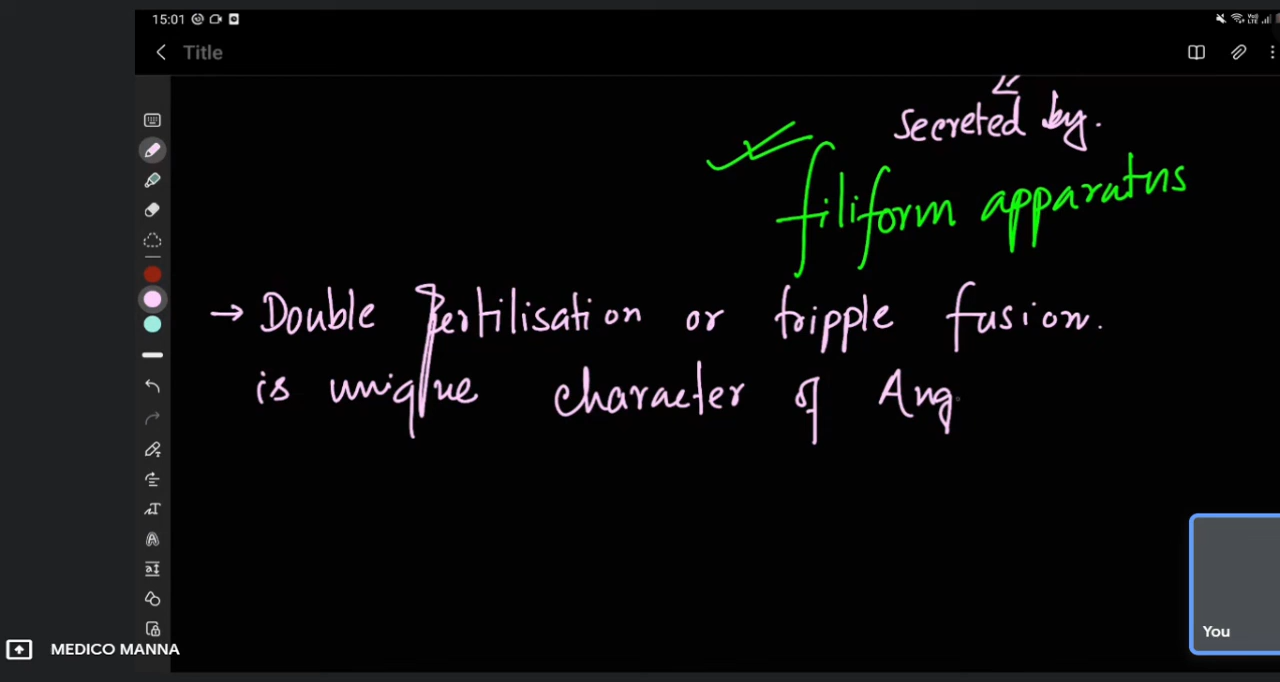 15:01
Title
secreted by.
filiform apparatus
→ Double fertilisation or tripple fusion.
is unique character of Ang
You
MEDICO MANNA